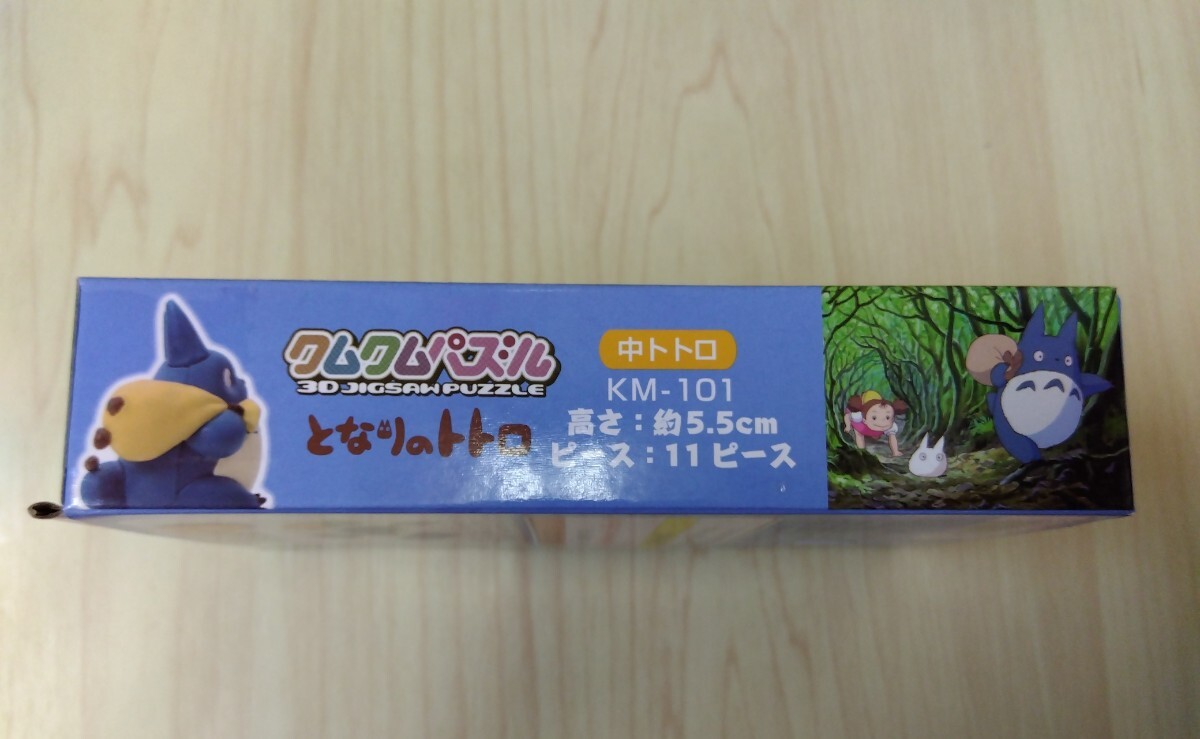 クムクムパズル
3D JIGSAW PUZZLE
となりのトトロ
中トトロ
KM-101
高さ：約5.5cm
ピース：11ピース